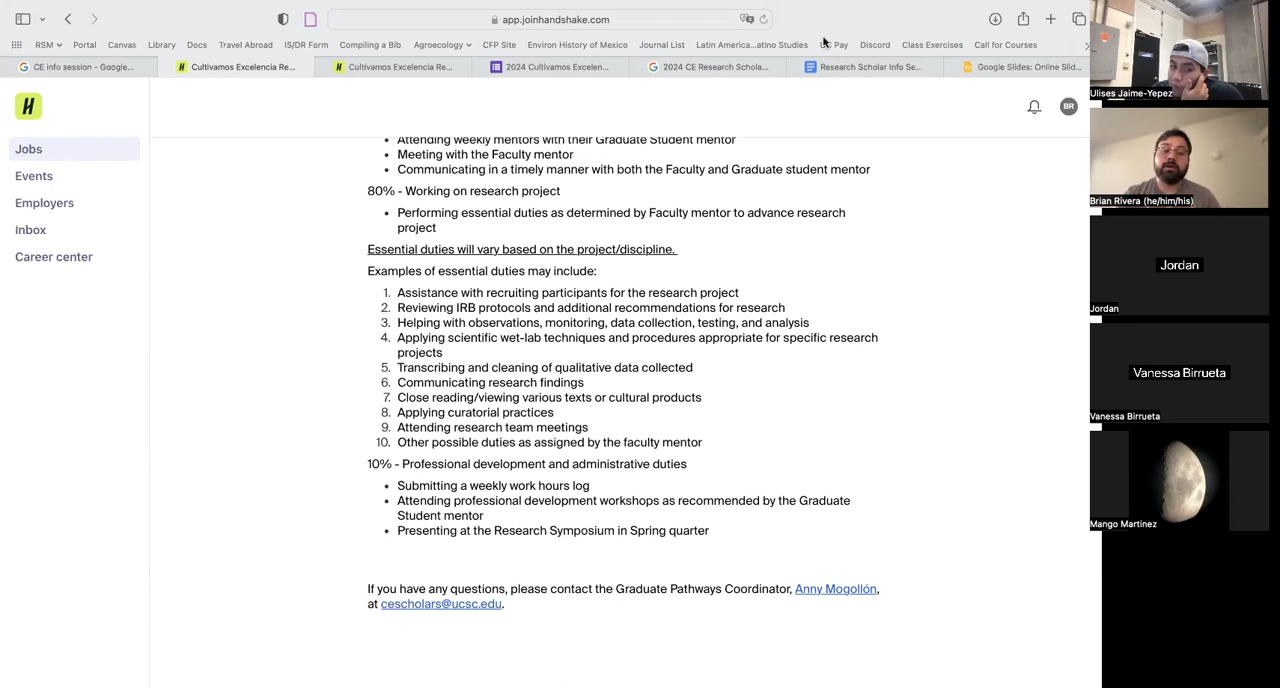 app.joinhandshake.com
RSM
Portal
Canvas
Library
Docs
Travel Abroad
IS/DR Form
Compiling a Bib
Agroecology
CFP Site
Environ History of Mexico
Journal List
Latin America...atino Studies
Pay
Discord
Class Exercises
Call for Courses
CE info session - Google...
Cultivamos Excelencia Re...
Cultivamos Excelencia Re...
2024 Cultivamos Excelen...
2024 CE Research Schola...
Research Scholar Info Se...
Google Slides: Online Slid...
BR
Jobs
Events
Employers
Inbox
Career center
• Attending weekly mentors with their Graduate Student mentor
• Meeting with the Faculty mentor
• Communicating in a timely manner with both the Faculty and Graduate student mentor
80% - Working on research project
• Performing essential duties as determined by Faculty mentor to advance research
project
Essential duties will vary based on the project/discipline.
Examples of essential duties may include:
1. Assistance with recruiting participants for the research project
2. Reviewing IRB protocols and additional recommendations for research
3. Helping with observations, monitoring, data collection, testing, and analysis
4. Applying scientific wet-lab techniques and procedures appropriate for specific research
projects
5. Transcribing and cleaning of qualitative data collected
6. Communicating research findings
7. Close reading/viewing various texts or cultural products
8. Applying curatorial practices
9. Attending research team meetings
10. Other possible duties as assigned by the faculty mentor
10% - Professional development and administrative duties
• Submitting a weekly work hours log
• Attending professional development workshops as recommended by the Graduate
Student mentor
• Presenting at the Research Symposium in Spring quarter
If you have any questions, please contact the Graduate Pathways Coordinator, Anny Mogollón,
at cescholars@ucsc.edu.
Ulises Jaime-Yepez
Brian Rivera (he/him/his)
Jordan
Jordan
Vanessa Birrueta
Vanessa Birrueta
Mango Martinez